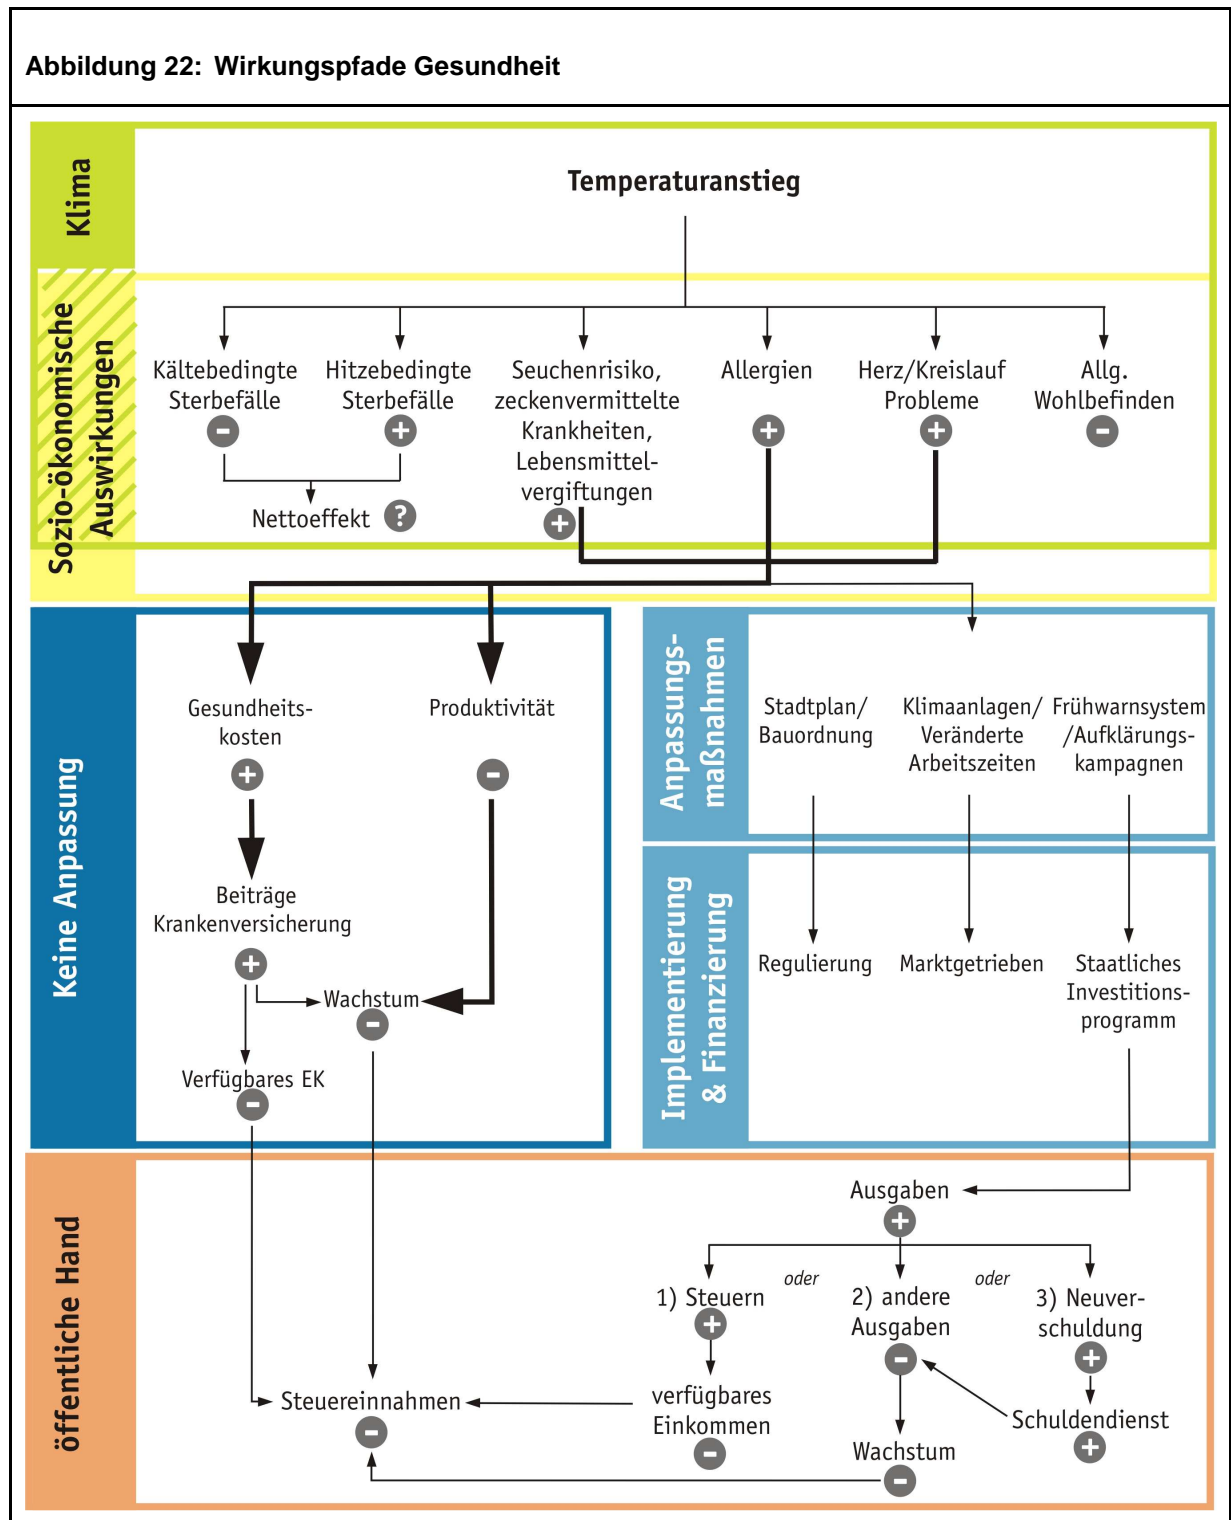 Abbildung 22: Wirkungspfade Gesundheit
Klima
Temperaturanstieg
Sozio-ökonomische
Auswirkungen
Kältebedingte
Sterbefälle
-
Hitzebedingte
Sterbefälle
+
Nettoeffekt ?
Seuchenrisiko,
zeckenvermittelte
Krankheiten,
Lebensmittel-
vergiftungen
+
Allergien
+
Herz/Kreislauf
Probleme
+
Allg.
Wohlbefinden
-
Keine Anpassung
Gesundheits-
kosten
+
Produktivität
-
Beiträge
Krankenversicherung
+
Wachstum
-
Verfügbares EK
-
Anpassungs-
maßnahmen
Stadtplan/
Bauordnung
Klimaanlagen/
Veränderte
Arbeitszeiten
Frühwarnsystem
/Aufklärungs-
kampagnen
Implementierung
& Finanzierung
Regulierung
Marktgetrieben
Staatliches
Investitions-
programm
öffentliche Hand
Ausgaben
+
1) Steuern
+
oder
2) andere
Ausgaben
-
oder
3) Neuver-
schuldung
+
Steuereinnahmen
-
verfügbares
Einkommen
-
Wachstum
-
Schuldendienst
+